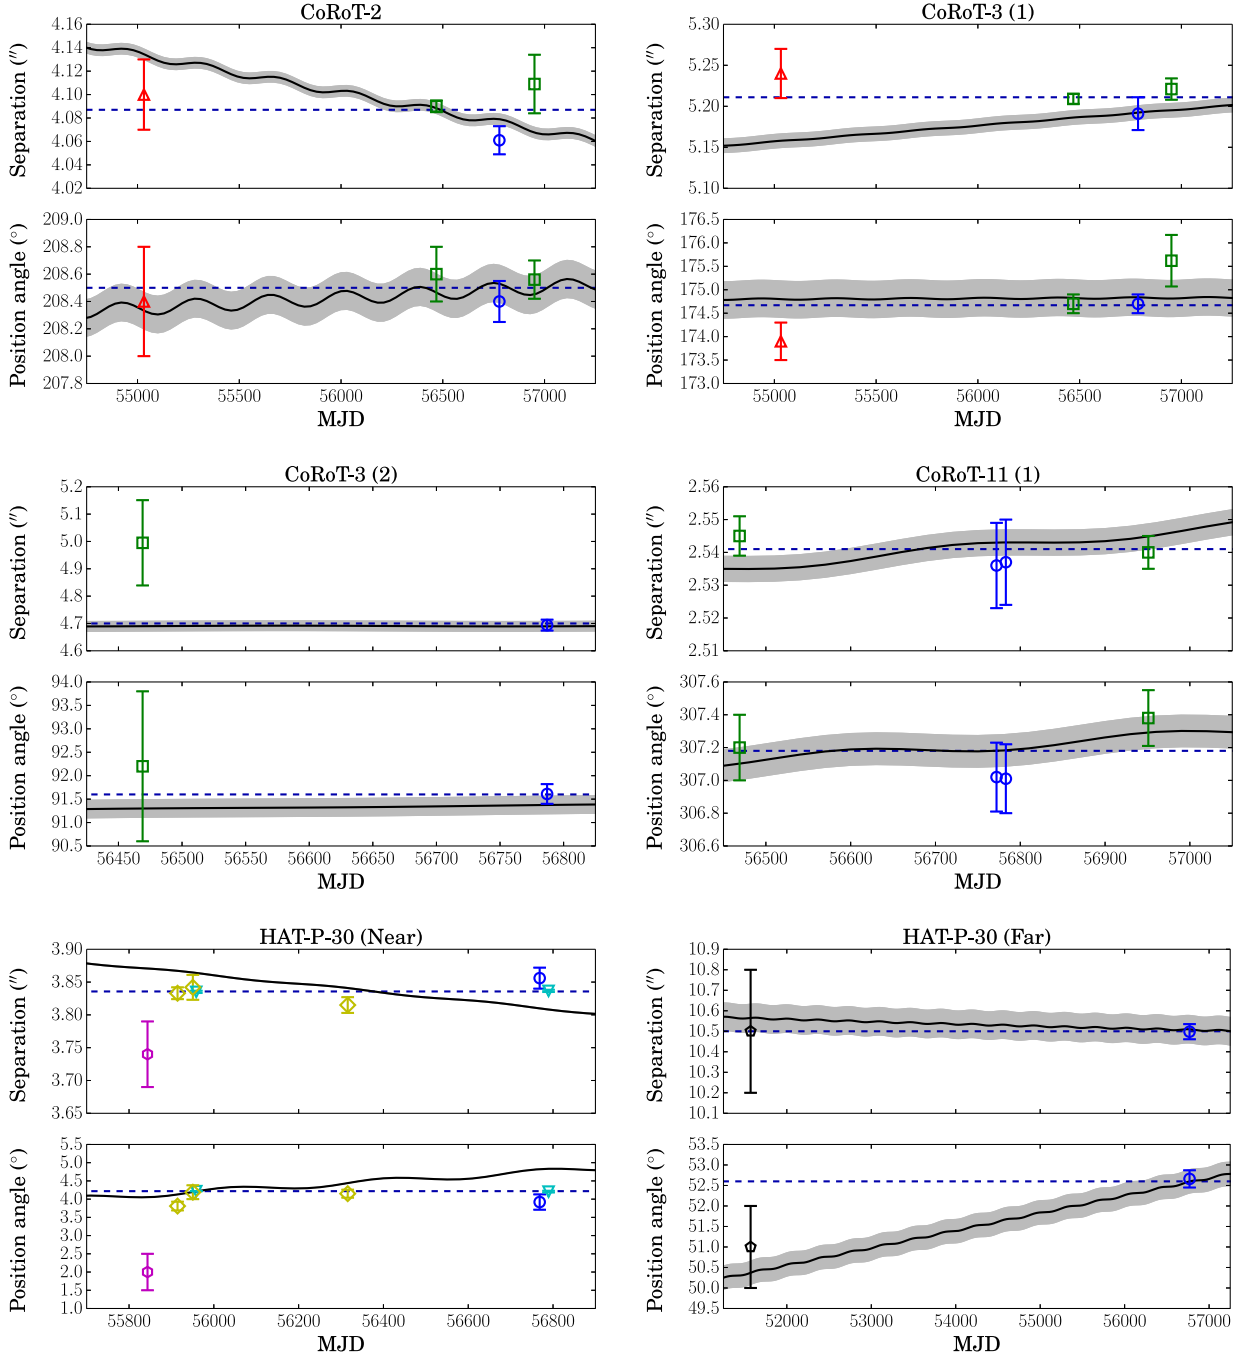 CoRoT-2
Separation (″)
4.16
4.14
4.12
4.10
4.08
4.06
4.04
4.02
Position angle (°)
209.0
208.8
208.6
208.4
208.2
208.0
207.8
55000 55500 56000 56500 57000
MJD
CoRoT-3 (1)
Separation (″)
5.30
5.25
5.20
5.15
5.10
Position angle (°)
176.5
176.0
175.5
175.0
174.5
174.0
173.5
173.0
55000 55500 56000 56500 57000
MJD
CoRoT-3 (2)
Separation (″)
5.2
5.1
5.0
4.9
4.8
4.7
4.6
Position angle (°)
94.0
93.5
93.0
92.5
92.0
91.5
91.0
90.5
56450 56500 56550 56600 56650 56700 56750 56800
MJD
CoRoT-11 (1)
Separation (″)
2.56
2.55
2.54
2.53
2.52
2.51
Position angle (°)
307.6
307.4
307.2
307.0
306.8
306.6
56500 56600 56700 56800 56900 57000
MJD
HAT-P-30 (Near)
Separation (″)
3.90
3.85
3.80
3.75
3.70
3.65
Position angle (°)
5.5
5.0
4.5
4.0
3.5
3.0
2.5
2.0
1.5
1.0
55800 56000 56200 56400 56600 56800
MJD
HAT-P-30 (Far)
Separation (″)
10.9
10.8
10.7
10.6
10.5
10.4
10.3
10.2
10.1
Position angle (°)
53.5
53.0
52.5
52.0
51.5
51.0
50.5
50.0
49.5
52000 53000 54000 55000 56000 57000
MJD